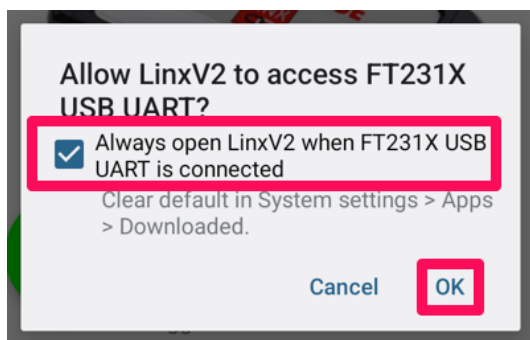 Allow LinxV2 to access FT231X
USB UART?
Always open LinxV2 when FT231X USB
UART is connected
Clear default in System settings > Apps
> Downloaded.
Cancel OK